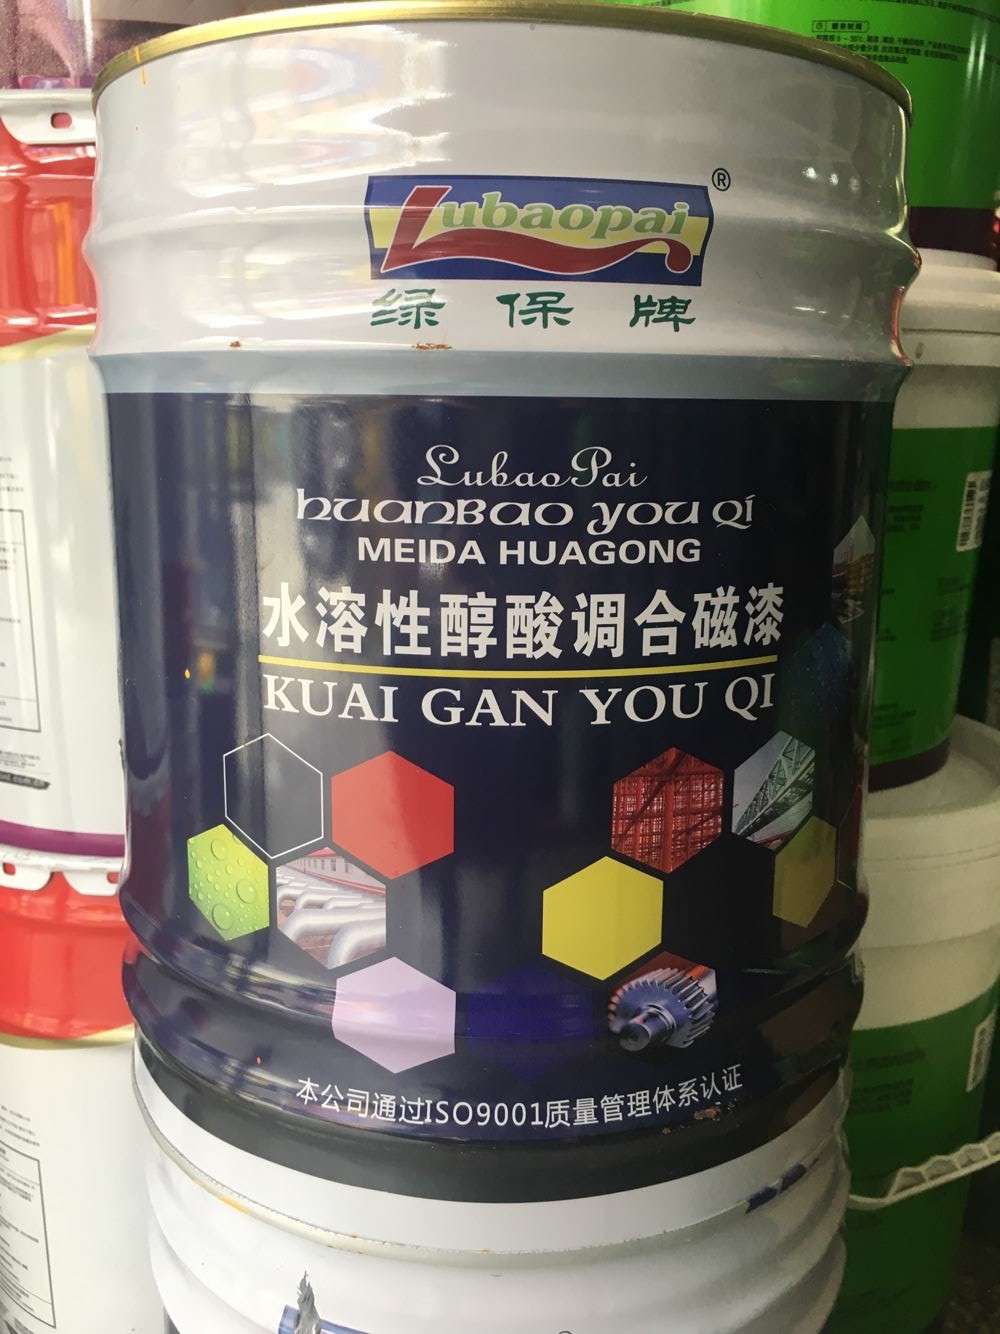 Lubaopai®
绿保牌
LubaoPai
huanBao you Qí
MEIDA HUAGONG
水溶性醇酸调合磁漆
KUAI GAN YOU QI
本公司通过ISO9001质量管理体系认证